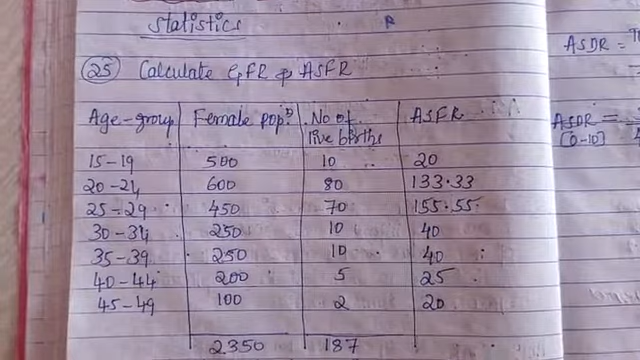 Statistics
R
25 Calculate GFR & ASFR
Age-group Female popn. No of live births ASFR
15-19 500 10 20
20-24 600 80 133.33
25-29 450 70 155.55
30-34 250 10 40
35-39 250 10 40
40-44 200 5 25
45-49 100 2 20
2350 187
ASDR =
ASDR =
[0-10]